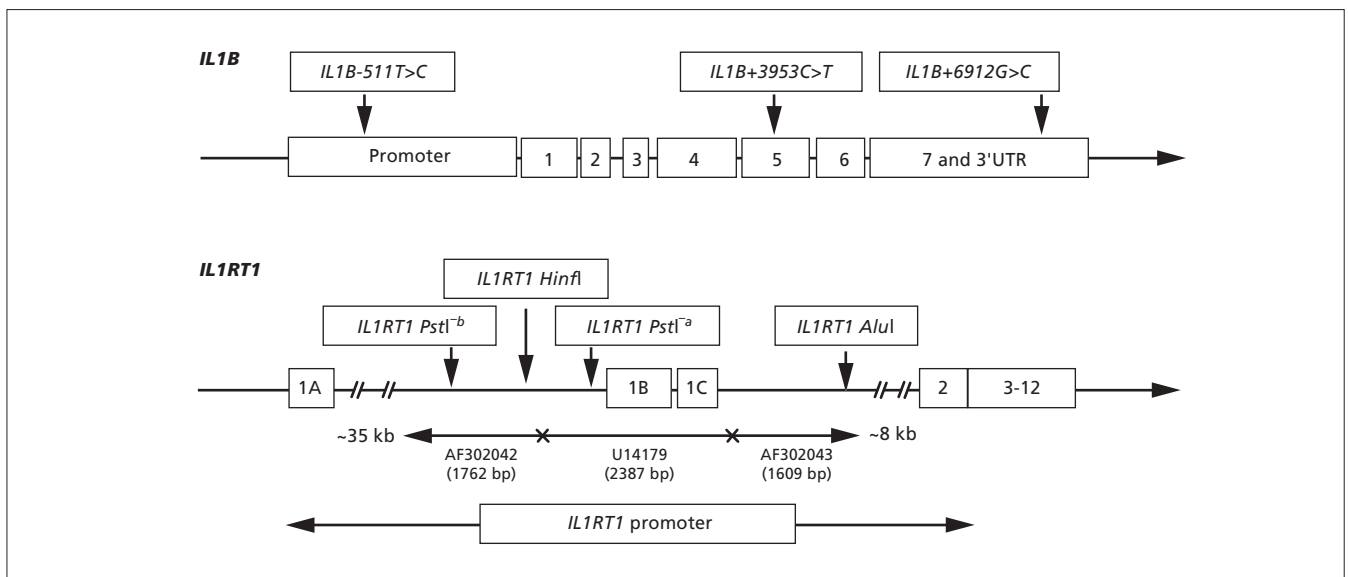 IL1B
IL1B-511T>C
IL1B+3953C>T
IL1B+6912G>C
Promoter
1
2
3
4
5
6
7 and 3'UTR
IL1RT1
IL1RT1 HinfI
IL1RT1 PstI⁻ᵇ
IL1RT1 PstI⁻ᵃ
IL1RT1 AluI
1A
1B
1C
2
3-12
~35 kb
~8 kb
AF302042
(1762 bp)
U14179
(2387 bp)
AF302043
(1609 bp)
IL1RT1 promoter